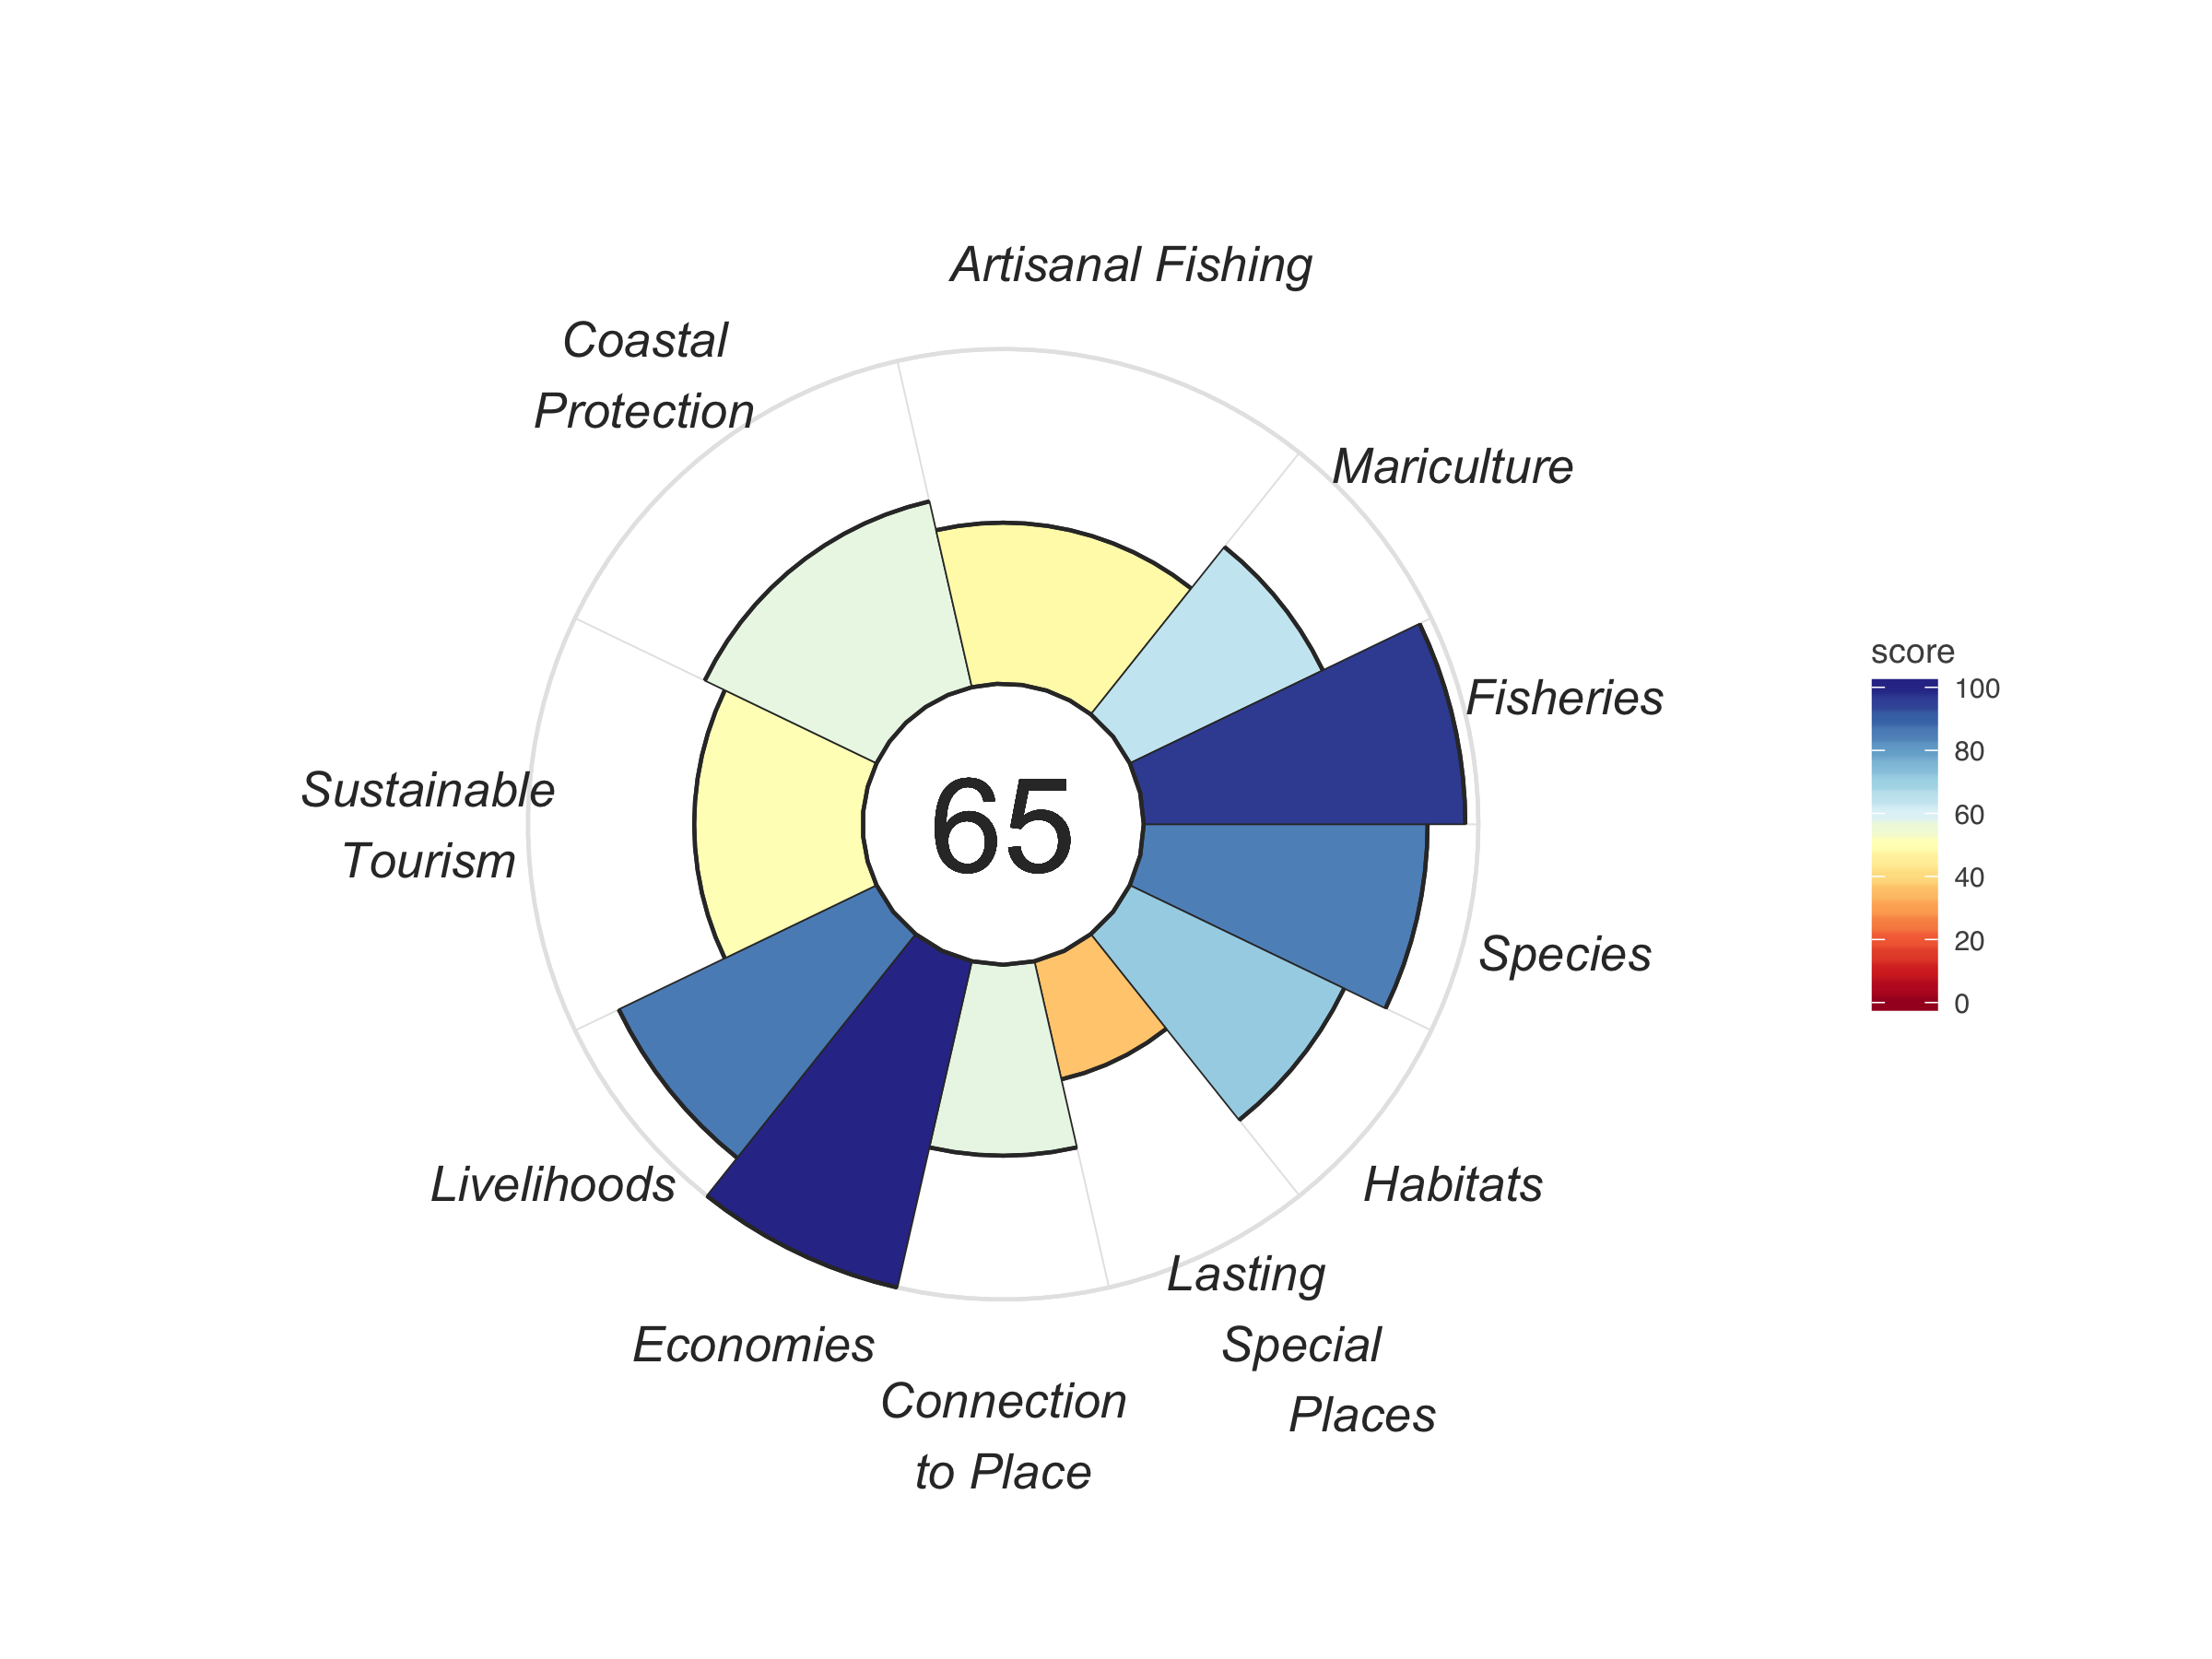 Artisanal Fishing
Coastal
Protection
Mariculture
Fisheries
Species
Habitats
Lasting
Special
Places
Connection
to Place
Economies
Livelihoods
Sustainable
Tourism
65
score
100
80
60
40
20
0